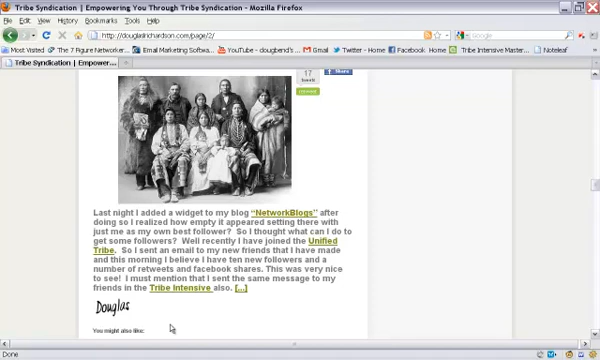 Tribe Syndication | Empowering You Through Tribe Syndication - Mozilla Firefox
File Edit View History Bookmarks Tools Help
http://douglasrichardson.com/page/2/
Google
Most Visited The 7 Figure Networker... Email Marketing Softwa... YouTube - dougbend's ... Gmail Twitter - Home Facebook Home Tribe Intensive Master... Noteleaf
Tribe Syndication | Empower...
17
tweets
retweet
Share
Last night I added a widget to my blog “NetworkBlogs” after
doing so I realized how empty it appeared setting there with
just me as my own best follower? So I thought what can I do to
get some followers? Well recently I have joined the Unified
Tribe. So I sent an email to my new friends that I have made
and this morning I believe I have ten new followers and a
number of retweets and facebook shares. This was very nice
to see! I must mention that I sent the same message to my
friends in the Tribe Intensive also. [...]
Douglas
You might also like:
Done